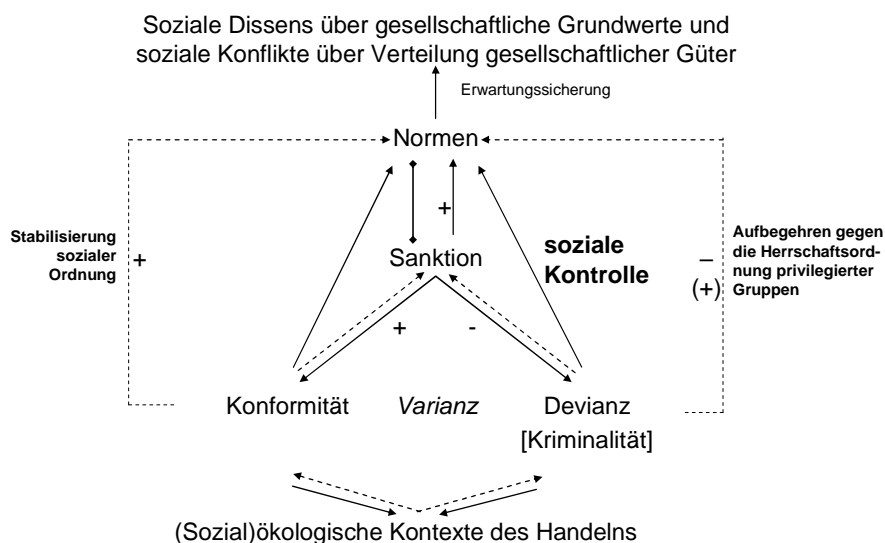 Soziale Dissens über gesellschaftliche Grundwerte und
soziale Konflikte über Verteilung gesellschaftlicher Güter
Erwartungssicherung
Normen
+
Stabilisierung
sozialer
Ordnung
+
Sanktion
soziale
Kontrolle
–
(+)
Aufbegehren gegen
die Herrschaftsord-
nung privilegierter
Gruppen
+ -
Konformität Varianz Devianz
[Kriminalität]
(Sozial)ökologische Kontexte des Handelns